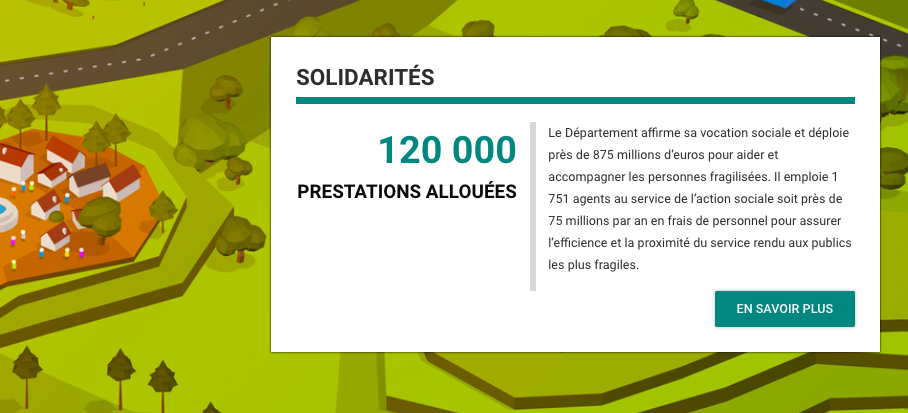 SOLIDARITÉS
120 000
PRESTATIONS ALLOUÉES
Le Département affirme sa vocation sociale et déploie
près de 875 millions d’euros pour aider et
accompagner les personnes fragilisées. Il emploie 1
751 agents au service de l’action sociale soit près de
75 millions par an en frais de personnel pour assurer
l’efficience et la proximité du service rendu aux publics
les plus fragiles.
EN SAVOIR PLUS